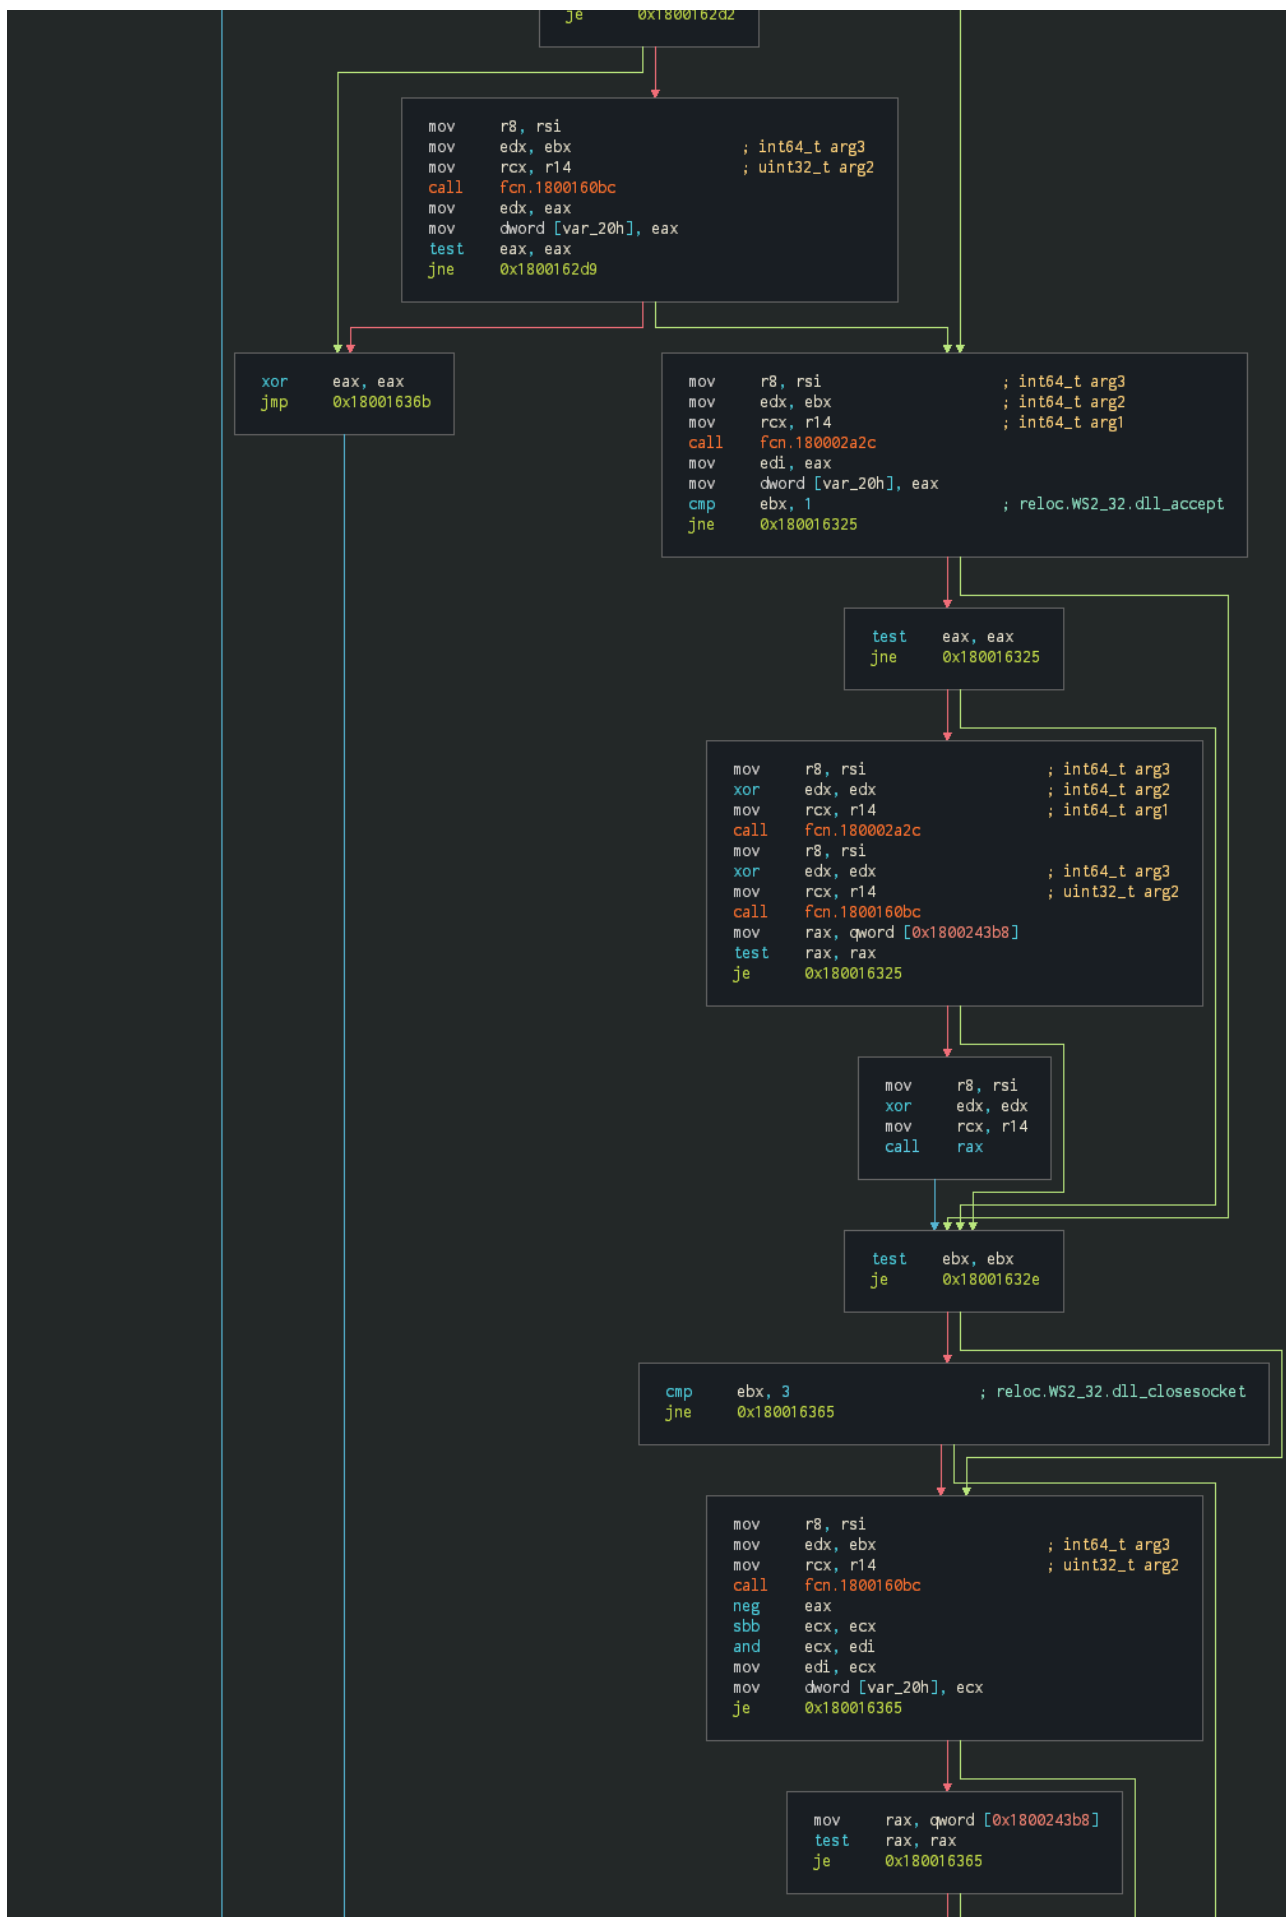 je 0x1800162d2
mov r8, rsi
mov edx, ebx ; int64_t arg3
mov rcx, r14 ; uint32_t arg2
call fcn.1800160bc
mov edx, eax
mov dword [var_20h], eax
test eax, eax
jne 0x1800162d9
xor eax, eax
jmp 0x18001636b
mov r8, rsi ; int64_t arg3
mov edx, ebx ; int64_t arg2
mov rcx, r14 ; int64_t arg1
call fcn.180002a2c
mov edi, eax
mov dword [var_20h], eax
cmp ebx, 1 ; reloc.WS2_32.dll_accept
jne 0x180016325
test eax, eax
jne 0x180016325
mov r8, rsi ; int64_t arg3
xor edx, edx ; int64_t arg2
mov rcx, r14 ; int64_t arg1
call fcn.180002a2c
mov r8, rsi
xor edx, edx ; int64_t arg3
mov rcx, r14 ; uint32_t arg2
call fcn.1800160bc
mov rax, qword [0x1800243b8]
test rax, rax
je 0x180016325
mov r8, rsi
xor edx, edx
mov rcx, r14
call rax
test ebx, ebx
je 0x18001632e
cmp ebx, 3 ; reloc.WS2_32.dll_closesocket
jne 0x180016365
mov r8, rsi
mov edx, ebx ; int64_t arg3
mov rcx, r14 ; uint32_t arg2
call fcn.1800160bc
neg eax
sbb ecx, ecx
and ecx, edi
mov edi, ecx
mov dword [var_20h], ecx
je 0x180016365
mov rax, qword [0x1800243b8]
test rax, rax
je 0x180016365